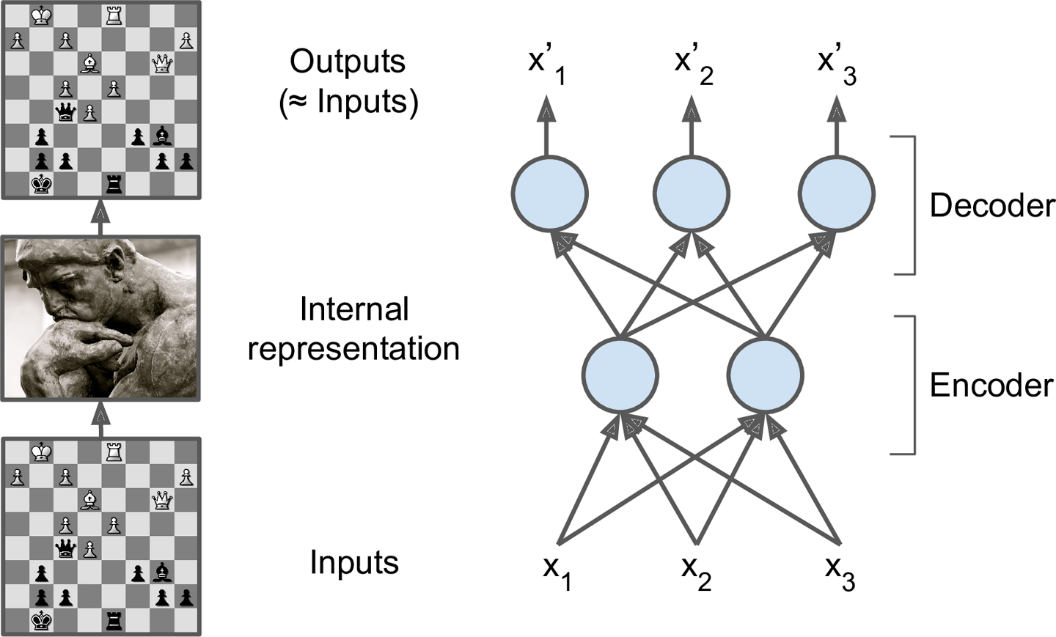 Outputs
(≈ Inputs)
x’1
x’2
x’3
Decoder
Internal
representation
Encoder
Inputs
x1
x2
x3